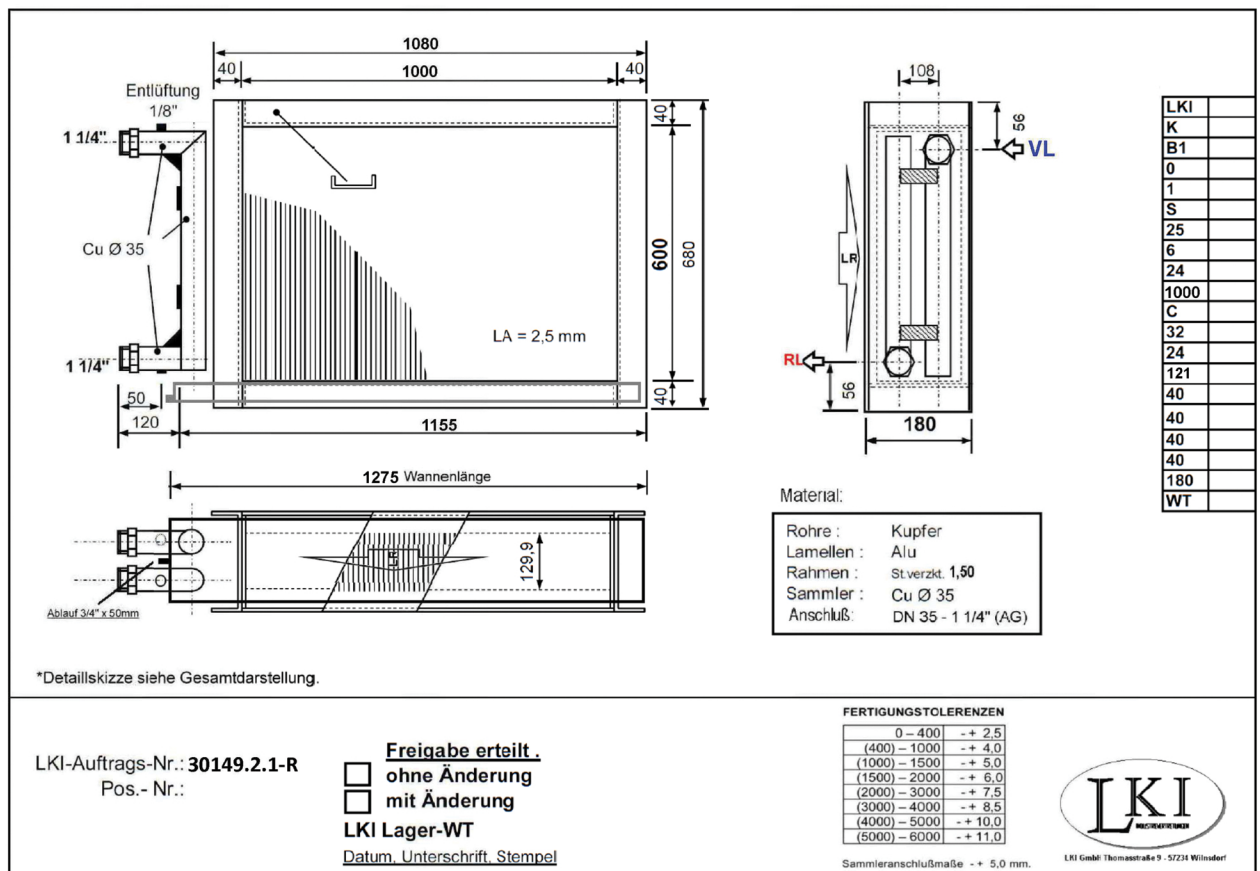 1080
40
1000
40
Entlüftung
1/8"
1 1/4"
Cu Ø 35
1 1/4"
50
120
40
600
680
LA = 2,5 mm
40
1155
108
56
VL
LR
RL
56
180
LKI
K
B1
0
1
S
25
6
24
1000
C
32
24
121
40
40
40
40
180
WT
1275 Wannenlänge
LR
129,9
Ablauf 3/4" x 50mm
Material:
Rohre : Kupfer
Lamellen : Alu
Rahmen : St.verzkt. 1,50
Sammler : Cu Ø 35
Anschluß: DN 35 - 1 1/4" (AG)
*Detaillskizze siehe Gesamtdarstellung.
LKI-Auftrags-Nr.: 30149.2.1-R
Pos.- Nr.:
Freigabe erteilt .
ohne Änderung
mit Änderung
LKI Lager-WT
Datum, Unterschrift, Stempel
FERTIGUNGSTOLERENZEN
0 – 400 - + 2,5
(400) – 1000 - + 4,0
(1000) – 1500 - + 5,0
(1500) – 2000 - + 6,0
(2000) – 3000 - + 7,5
(3000) – 4000 - + 8,5
(4000) – 5000 - + 10,0
(5000) – 6000 - + 11,0
Sammleranschlußmaße - + 5,0 mm.
LKI
INDUSTRIEVERTRETUNGEN
LKI GmbH Thomasstraße 9 - 57234 Wilnsdorf